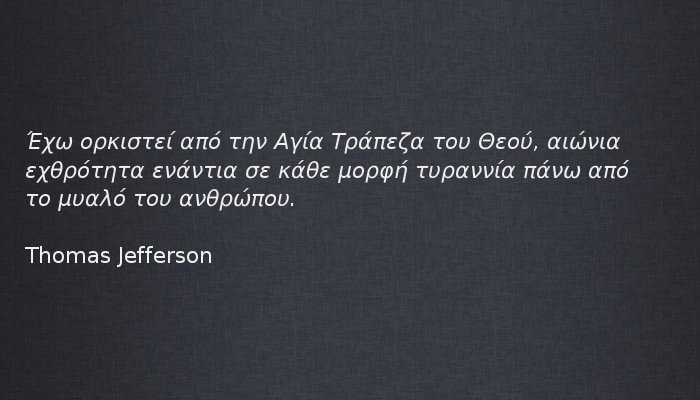 Έχω ορκιστεί από την Αγία Τράπεζα του Θεού, αιώνια
εχθρότητα ενάντια σε κάθε μορφή τυραννία πάνω από
το μυαλό του ανθρώπου.
Thomas Jefferson